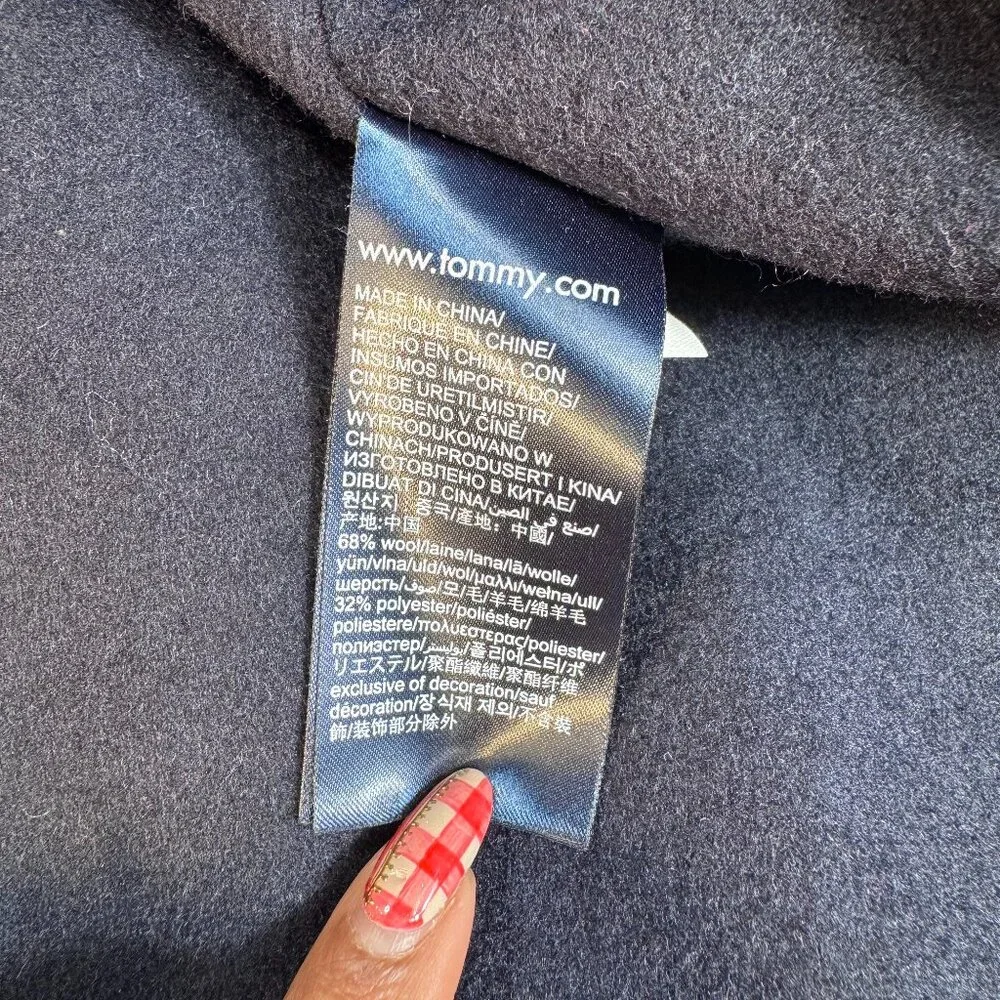 www.tommy.com
MADE IN CHINA/
FABRIQUE EN CHINE/
HECHO EN CHINA CON
INSUMOS IMPORTADOS/
CIN DE URETILMISTIR/
VYROBENO V ČÍNĚ/
WYPRODUKOWANO W
CHINACH/PRODUSERT I KINA/
ИЗГОТОВЛЕНО В КИТАЕ/
DIBUAT DI CINA/صنع في الصين/
원산지 중국/產地: 中國/
产地:中国
68% wool/laine/lana/lã/wolle/
yün/vlna/uld/wol/μαλλι/wełna/ull/
шерсть/صوف/모/毛/羊毛/绵羊毛
32% polyester/poliéster/
poliestere/πολυεστερας/poliester/
полиэстер/بوليستر/폴리에스터/ポ
リエステル/聚酯纖維/聚酯纤维
exclusive of decoration/sauf
décoration/장식재 제외/不含裝
飾/装饰部分除外